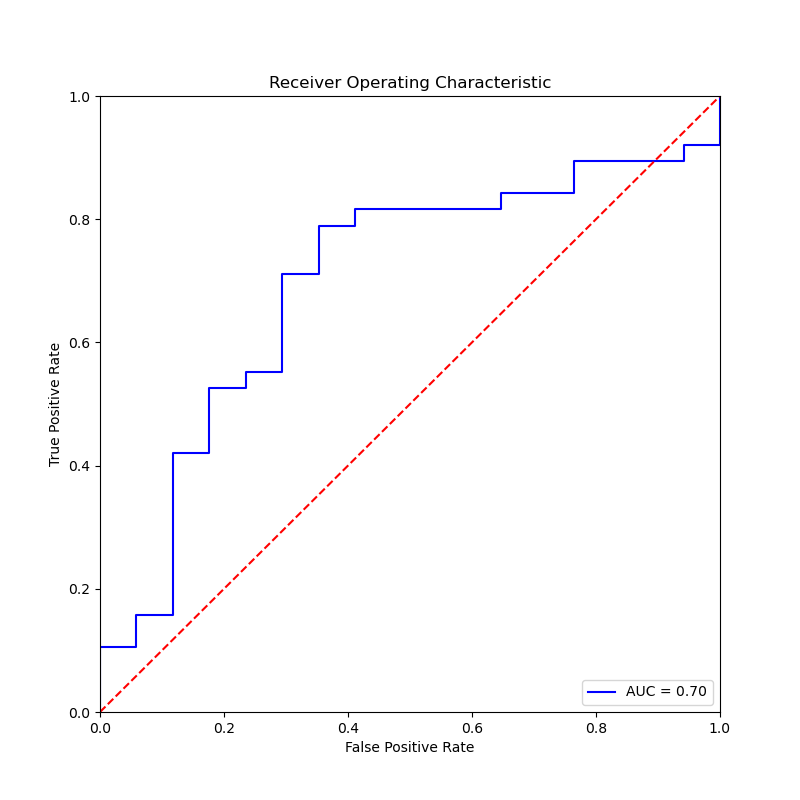 Receiver Operating Characteristic
1.0
0.8
0.6
0.4
0.2
0.0
True Positive Rate
AUC = 0.70
0.0 0.2 0.4 0.6 0.8 1.0
False Positive Rate